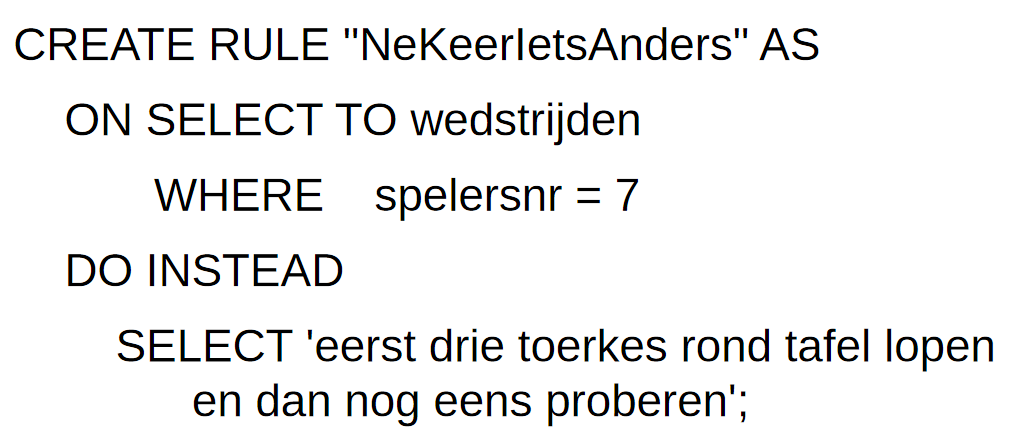 CREATE RULE "NeKeerIetsAnders" AS
ON SELECT TO wedstrijden
WHERE spelersnr = 7
DO INSTEAD
SELECT 'eerst drie toerkes rond tafel lopen
en dan nog eens proberen';